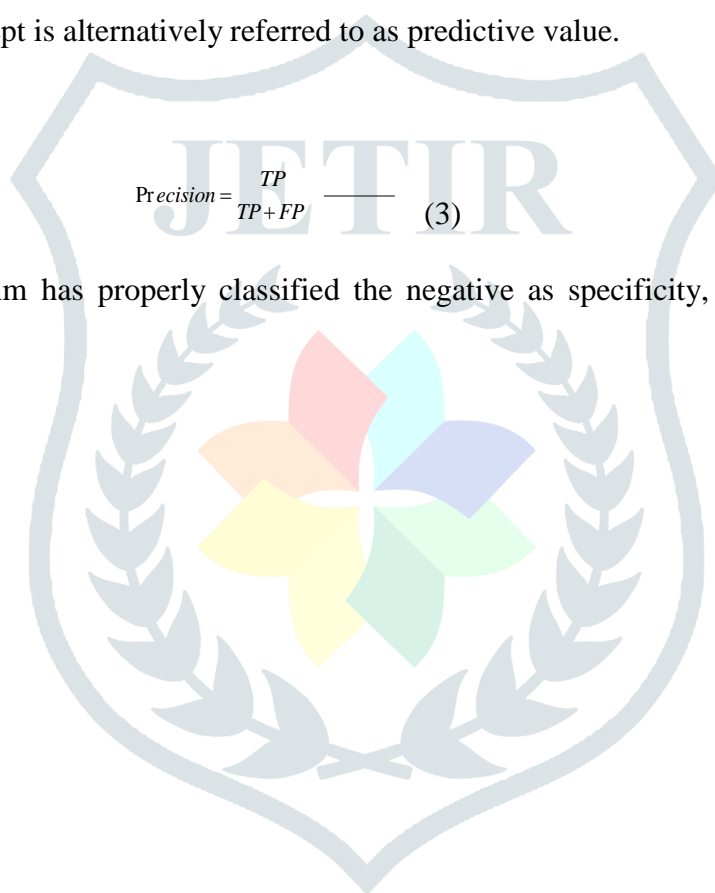 pt is alternatively referred to as predictive value.
JETIR
Precision = TP / TP + FP ——— (3)
m has properly classified the negative as specificity,